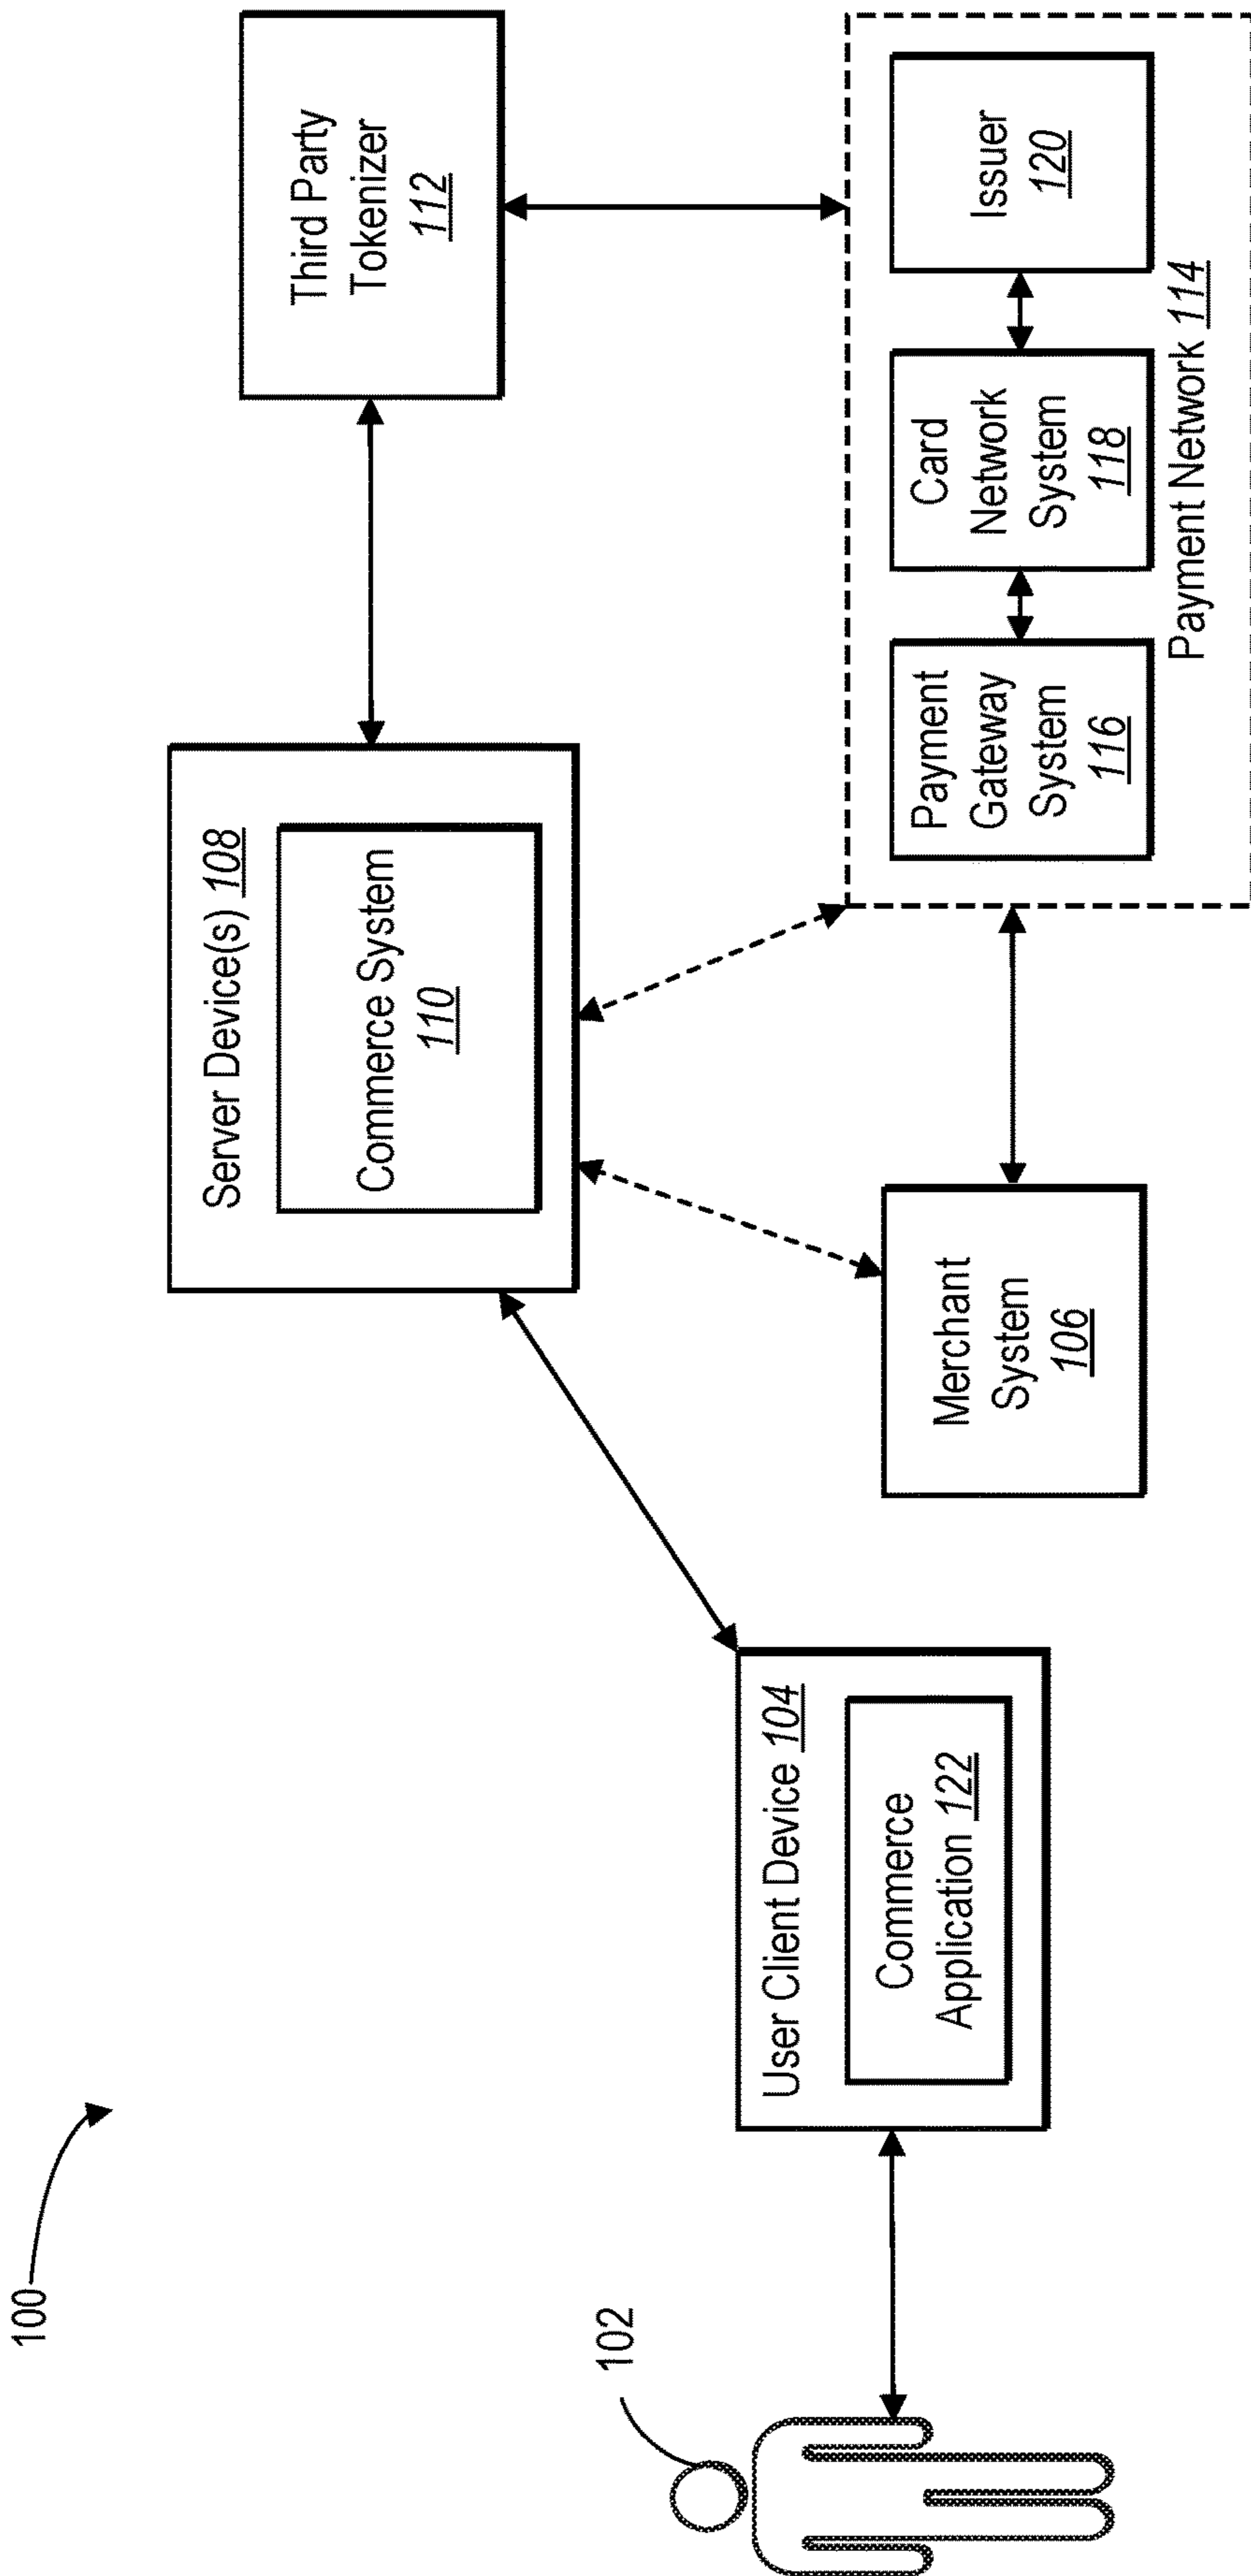 100
102
User Client Device 104
Commerce
Application 122
Server Device(s) 108
Commerce System
110
Merchant
System
106
Third Party
Tokenizer
112
Payment
Gateway
System
116
Card
Network
System
118
Issuer
120
Payment Network 114